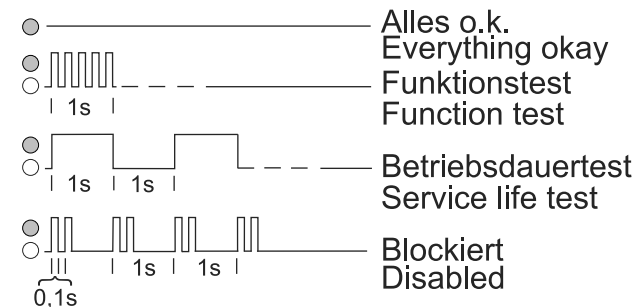 Alles o.k.
Everything okay
1s
Funktionstest
Function test
1s 1s
Betriebsdauertest
Service life test
1s 1s
0,1s
Blockiert
Disabled